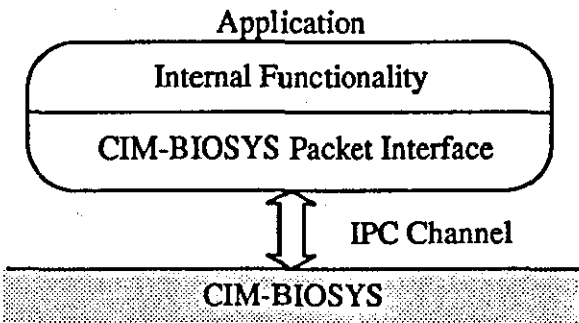 Application
Internal Functionality
CIM-BIOSYS Packet Interface
IPC Channel
CIM-BIOSYS